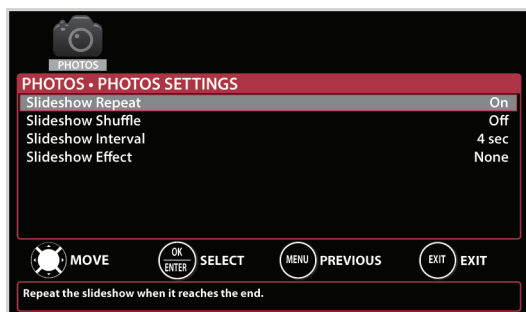 PHOTOS
PHOTOS • PHOTOS SETTINGS
Slideshow Repeat On
Slideshow Shuffle Off
Slideshow Interval 4 sec
Slideshow Effect None
MOVE OK ENTER SELECT MENU PREVIOUS EXIT EXIT
Repeat the slideshow when it reaches the end.